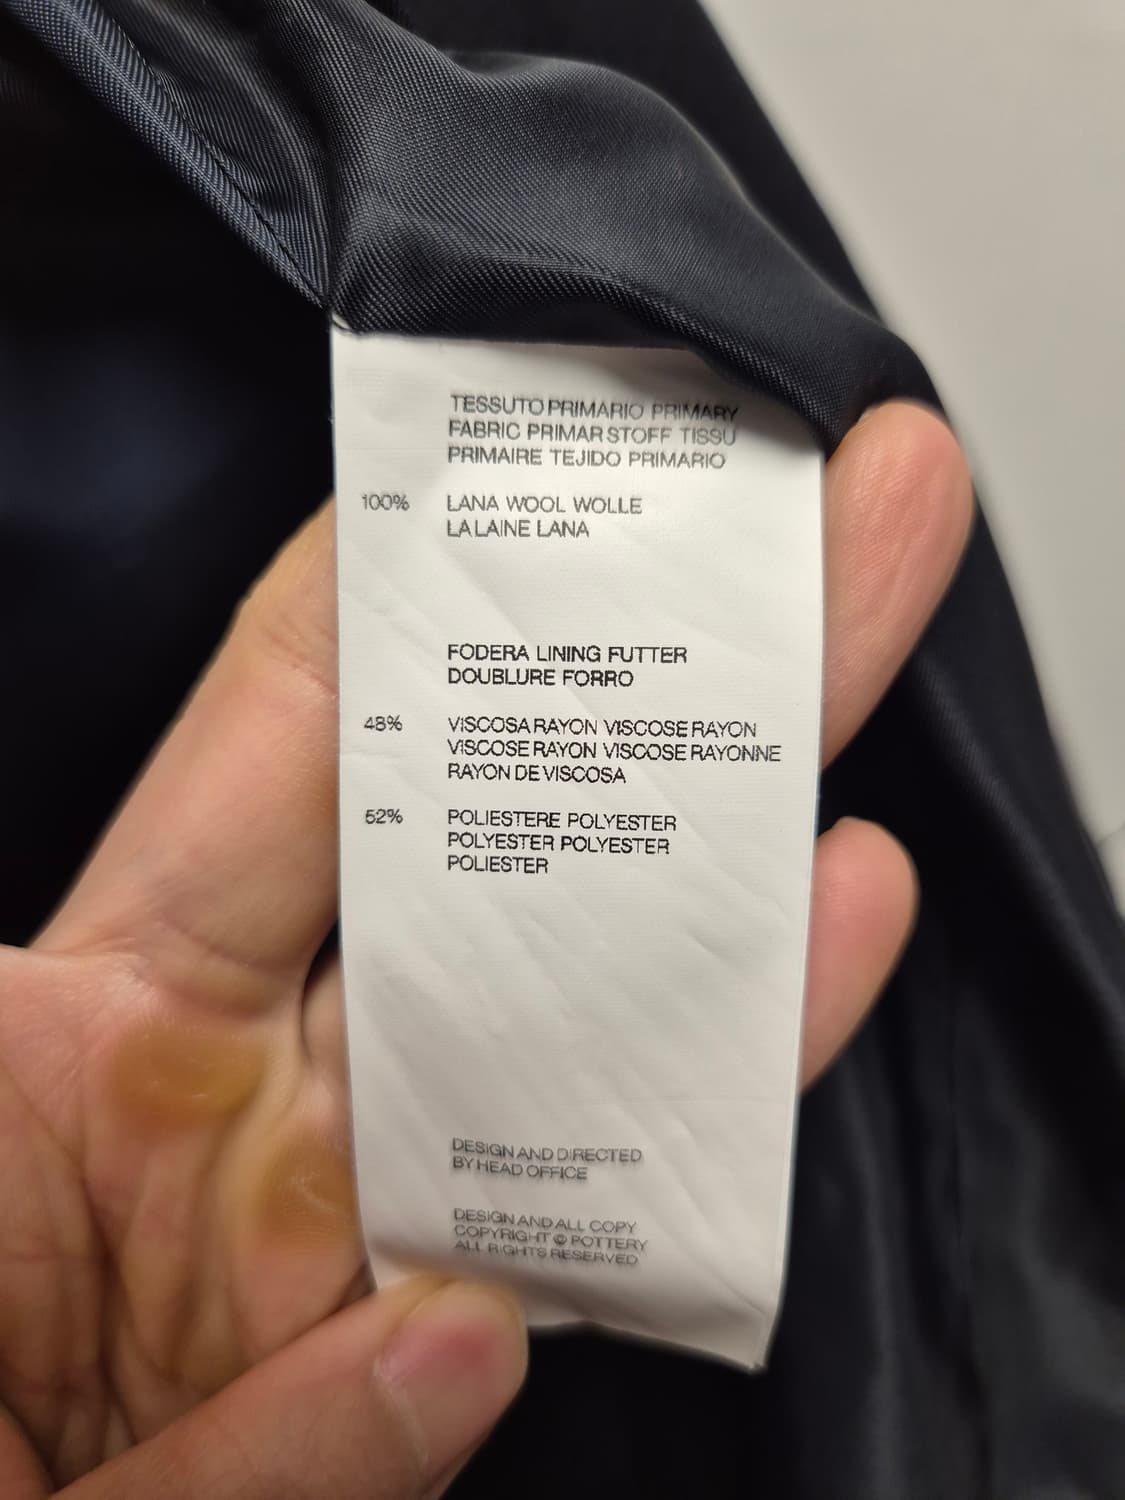 TESSUTO PRIMARIO PRIMARY
FABRIC PRIMARSTOFF TISSU
PRIMAIRE TEJIDO PRIMARIO
100% LANA WOOL WOLLE
LA LAINE LANA
FODERA LINING FUTTER
DOUBLURE FORRO
48% VISCOSA RAYON VISCOSE RAYON
VISCOSE RAYON VISCOSE RAYONNE
RAYON DE VISCOSA
52% POLIESTERE POLYESTER
POLYESTER POLYESTER
POLIESTER
DESIGN AND DIRECTED
BY HEAD OFFICE
DESIGN AND ALL COPY
COPYRIGHT © POTTERY
ALL RIGHTS RESERVED